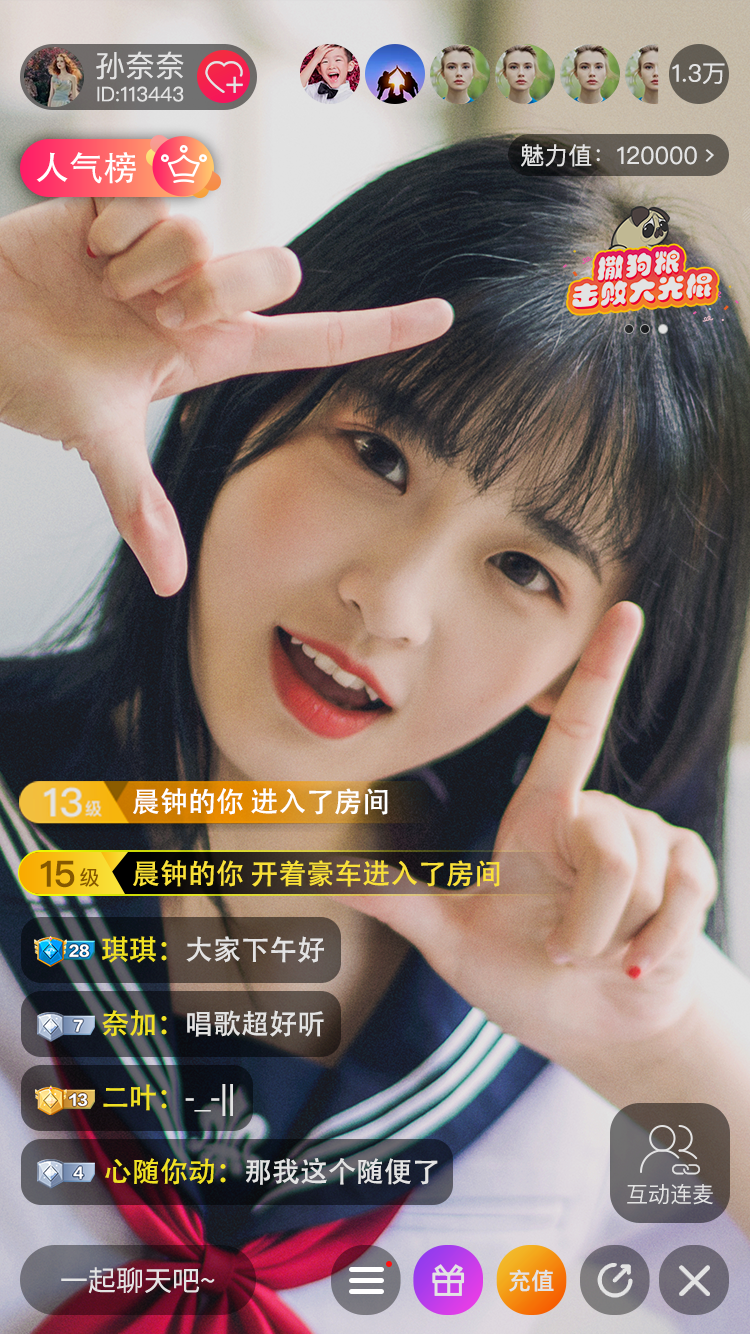 孙奈奈
ID:113443
1.3万
人气榜
魅力值：120000 >
撒狗粮
击败大光棍
13级 晨钟的你 进入了房间
15级 晨钟的你 开着豪车进入了房间
28 琪琪：大家下午好
7 奈加：唱歌超好听
13 二叶：-_-||
4 心随你动：那我这个随便了
互动连麦
一起聊天吧~
充值